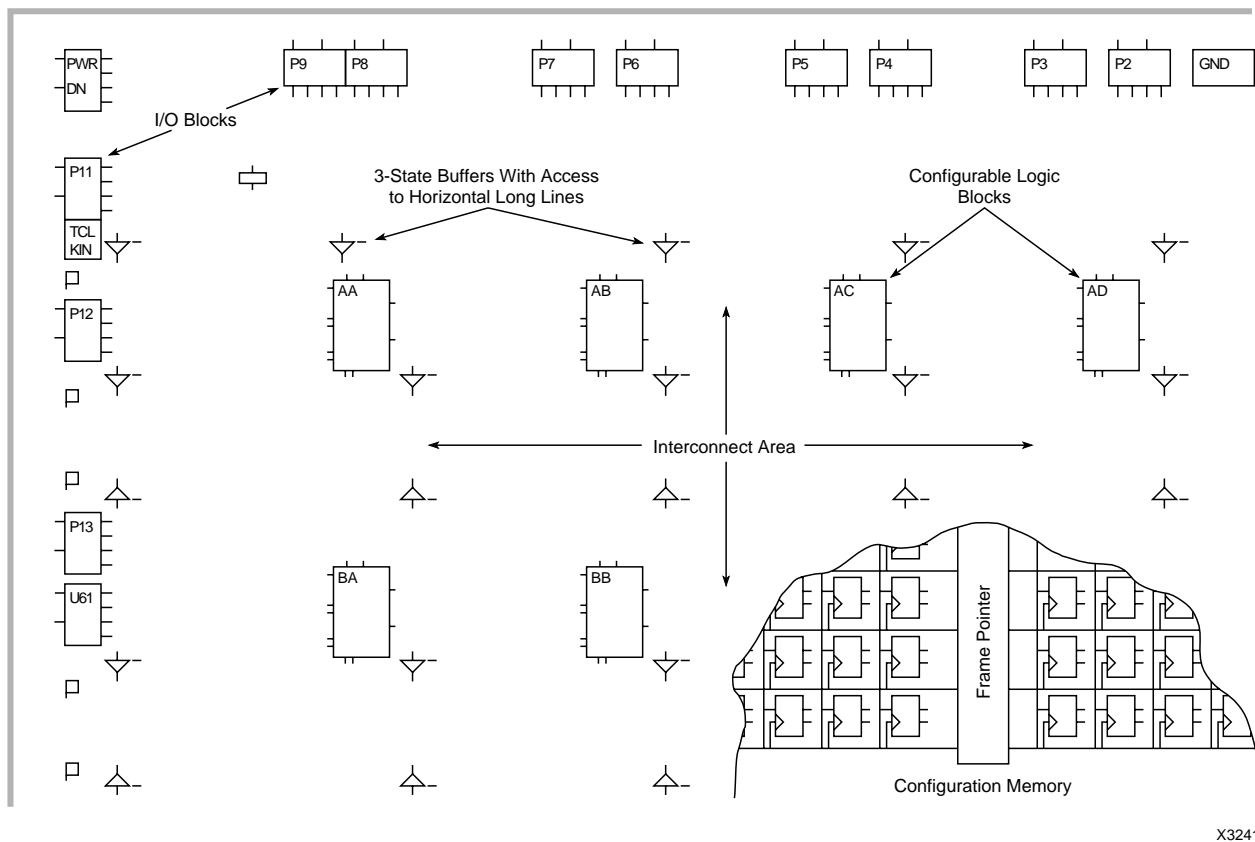 PWR
DN
P9
P8
P7
P6
P5
P4
P3
P2
GND
I/O Blocks
P11
3-State Buffers With Access
to Horizontal Long Lines
Configurable Logic
Blocks
TCL
KIN
AA
AB
AC
AD
P12
Interconnect Area
P13
BA
BB
U61
Frame Pointer
Configuration Memory
X3241